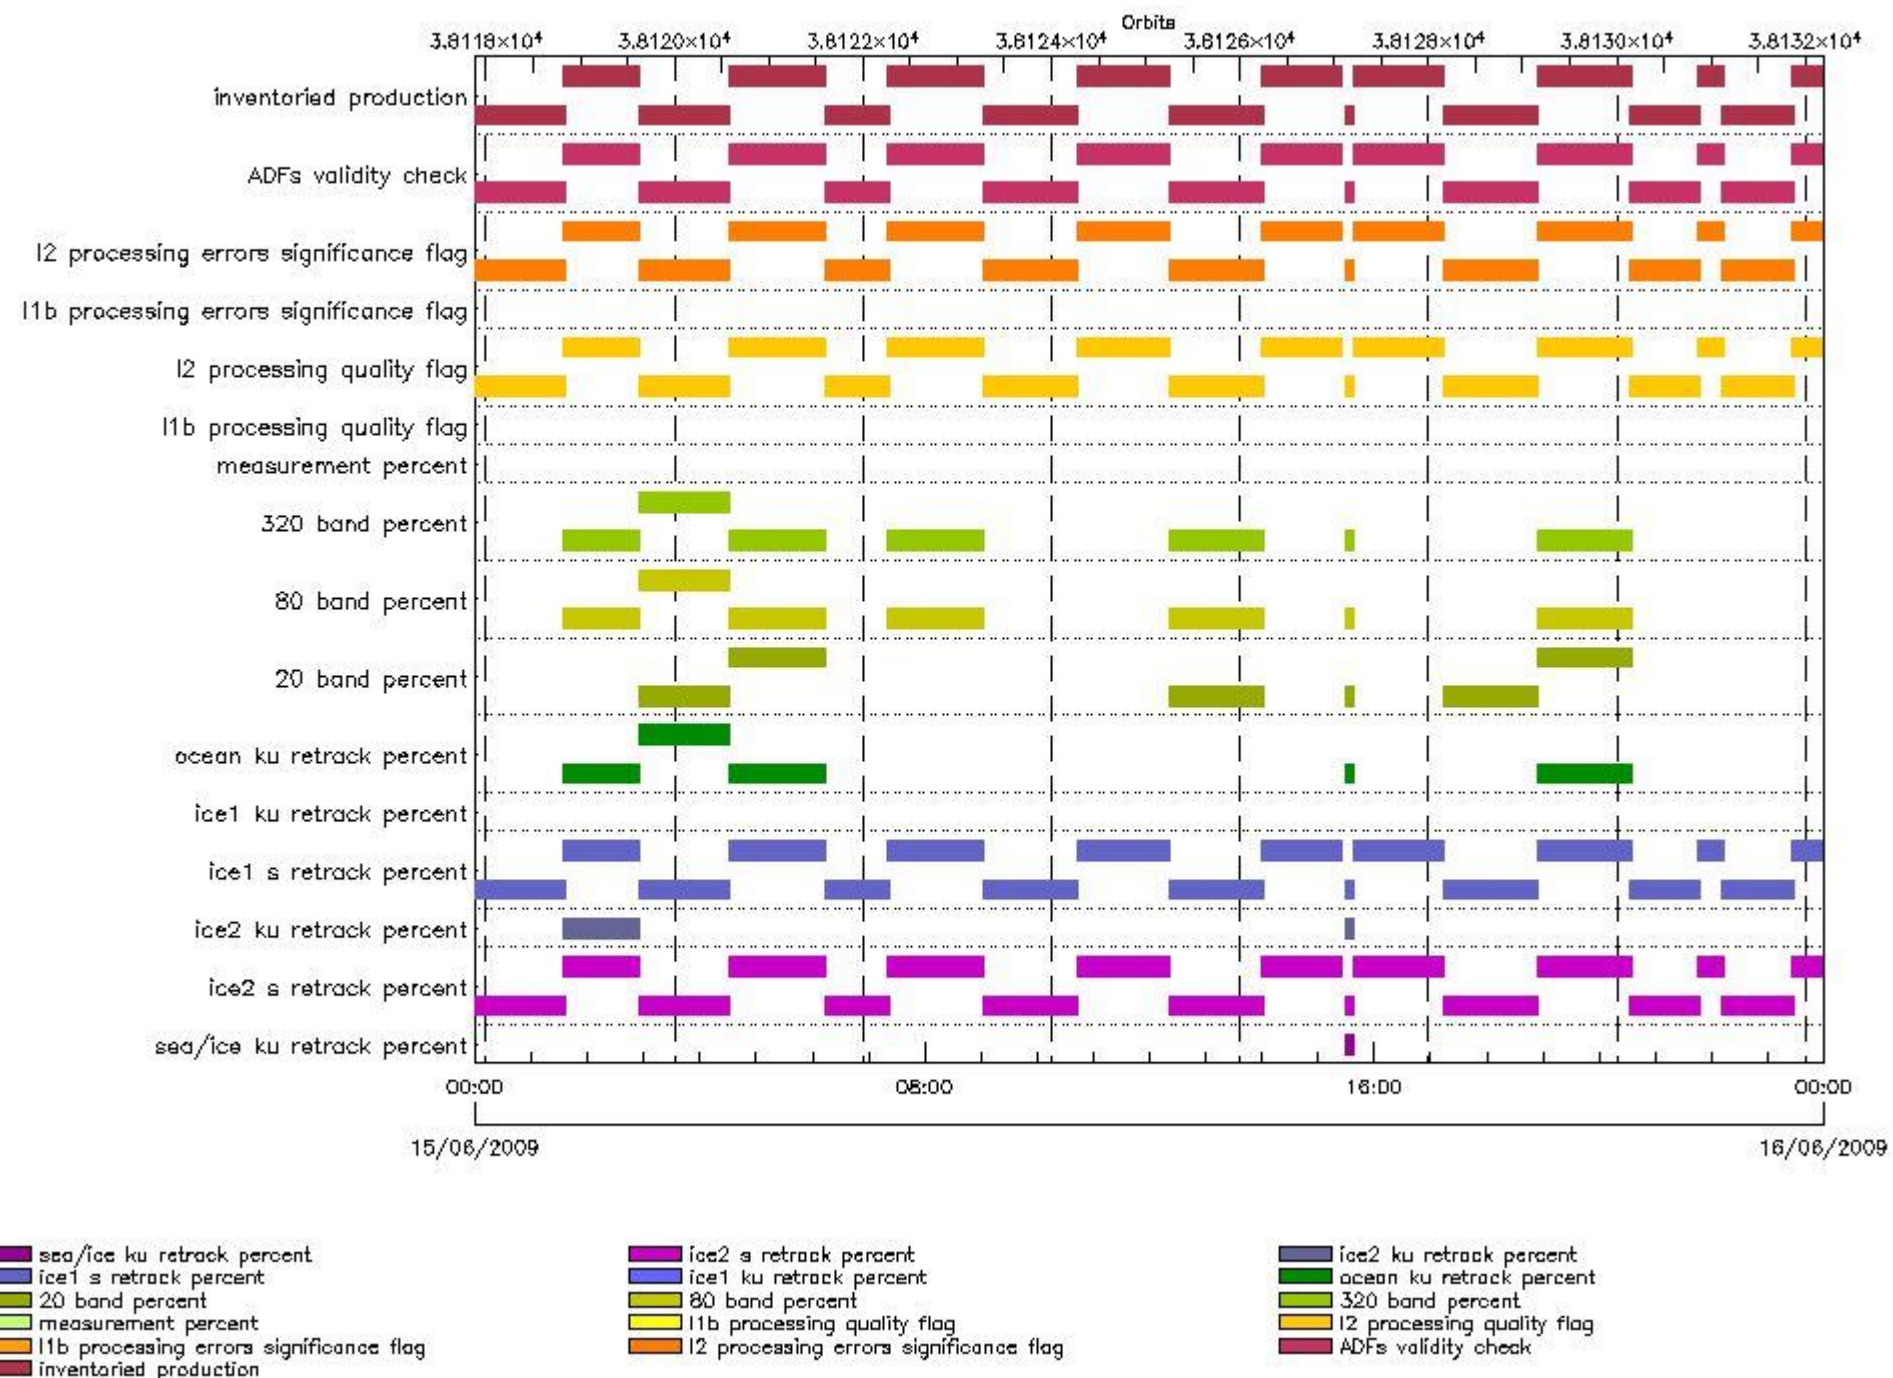 Orbits
3.8118×10⁴ 3.8120×10⁴ 3.8122×10⁴ 3.8124×10⁴ 3.8126×10⁴ 3.8128×10⁴ 3.8130×10⁴ 3.8132×10⁴
inventoried production
ADFs validity check
l2 processing errors significance flag
l1b processing errors significance flag
l2 processing quality flag
l1b processing quality flag
measurement percent
320 band percent
80 band percent
20 band percent
ocean ku retrack percent
ice1 ku retrack percent
ice1 s retrack percent
ice2 ku retrack percent
ice2 s retrack percent
sea/ice ku retrack percent
00:00 08:00 16:00 00:00
15/06/2009 16/06/2009
sea/ice ku retrack percent ice2 s retrack percent ice2 ku retrack percent
ice1 s retrack percent ice1 ku retrack percent ocean ku retrack percent
20 band percent 80 band percent 320 band percent
measurement percent l1b processing quality flag l2 processing quality flag
l1b processing errors significance flag l2 processing errors significance flag ADFs validity check
inventoried production